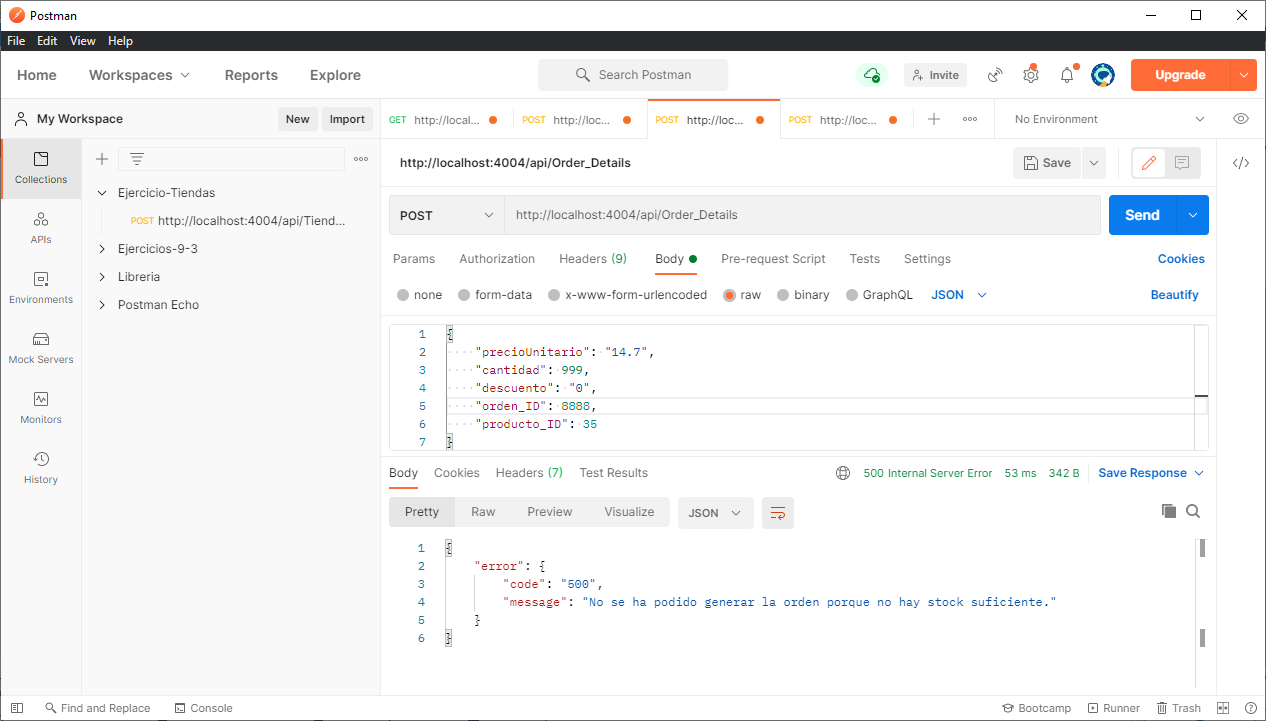 Postman
File Edit View Help
Home Workspaces Reports Explore Search Postman Invite Upgrade
My Workspace New Import GET http://local... POST http://loc... POST http://loc... POST http://loc... No Environment
Collections
APIs
Environments
Mock Servers
Monitors
History
Ejercicio-Tiendas
POST http://localhost:4004/api/Tiend...
Ejercicios-9-3
Libreria
Postman Echo
http://localhost:4004/api/Order_Details Save
POST http://localhost:4004/api/Order_Details Send
Params Authorization Headers (9) Body Pre-request Script Tests Settings Cookies
none form-data x-www-form-urlencoded raw binary GraphQL JSON Beautify
1 {
2 "precioUnitario": "14.7",
3 "cantidad": 999,
4 "descuento": "0",
5 "orden_ID": 8888,
6 "producto_ID": 35
7 }
Body Cookies Headers (7) Test Results 500 Internal Server Error 53 ms 342 B Save Response
Pretty Raw Preview Visualize JSON
1 {
2 "error": {
3 "code": "500",
4 "message": "No se ha podido generar la orden porque no hay stock suficiente."
5 }
6 }
Find and Replace Console Bootcamp Runner Trash